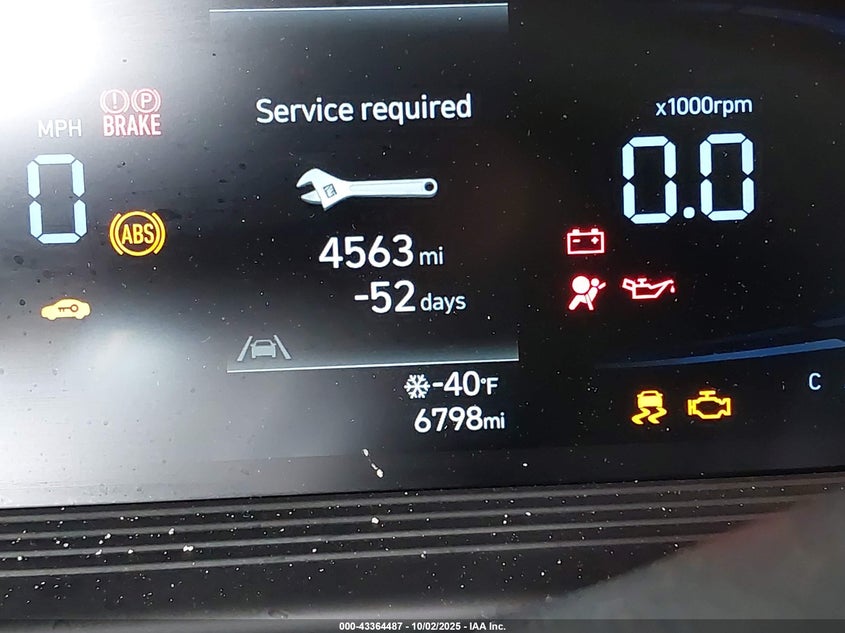 Service required
x1000rpm
MPH
BRAKE
0
0.0
ABS
4563 mi
-52 days
-40°F
6798mi
C
000-43364487 - 10/02/2025 - IAA Inc.